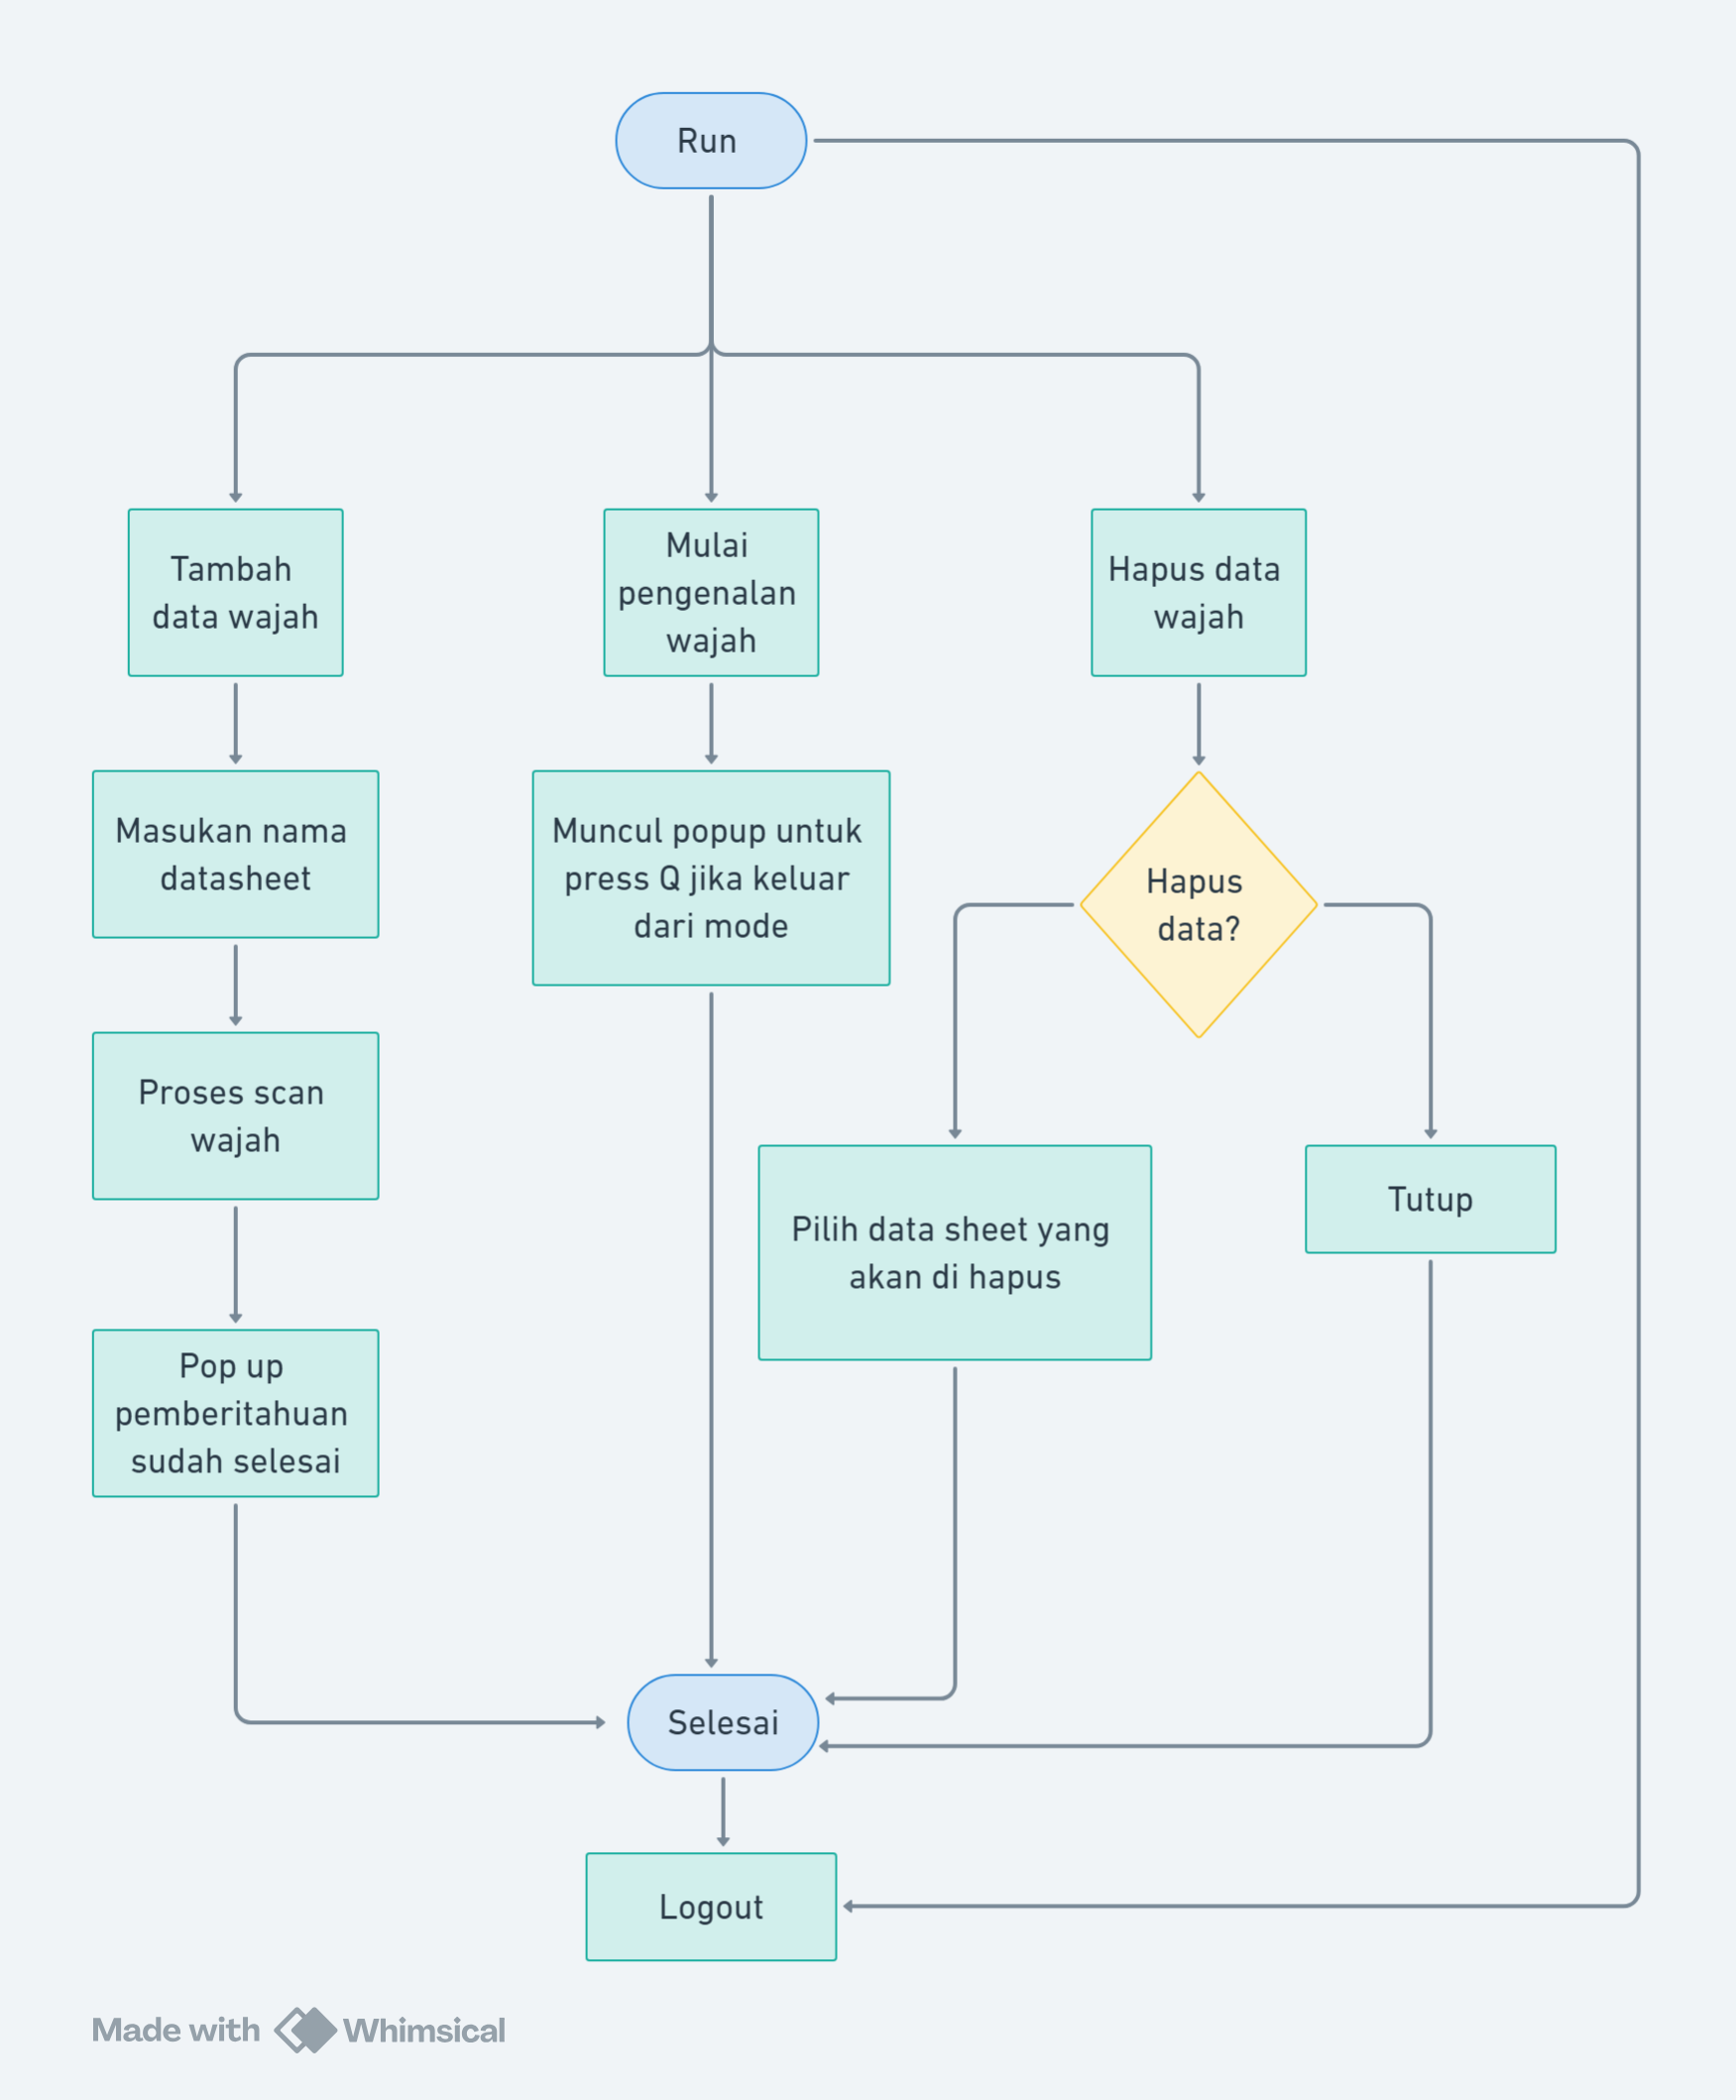 Run
Tambah
data wajah
Mulai
pengenalan
wajah
Hapus data
wajah
Masukan nama
datasheet
Muncul popup untuk
press Q jika keluar
dari mode
Hapus
data?
Proses scan
wajah
Pilih data sheet yang
akan di hapus
Tutup
Pop up
pemberitahuan
sudah selesai
Selesai
Logout
Made with Whimsical